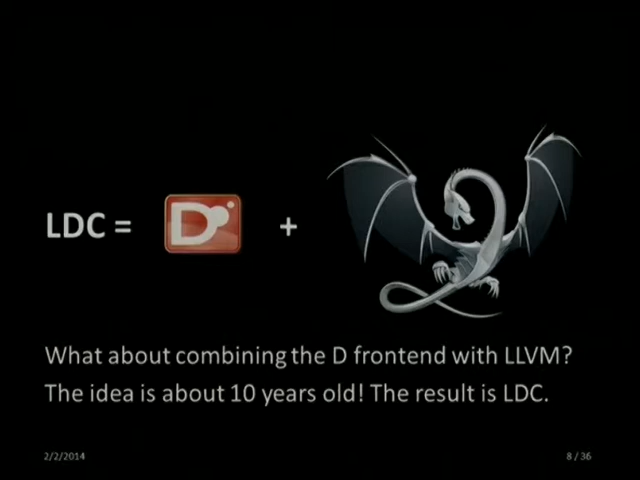 LDC = D +
What about combining the D frontend with LLVM?
The idea is about 10 years old! The result is LDC.
2/2/2014 8 / 36